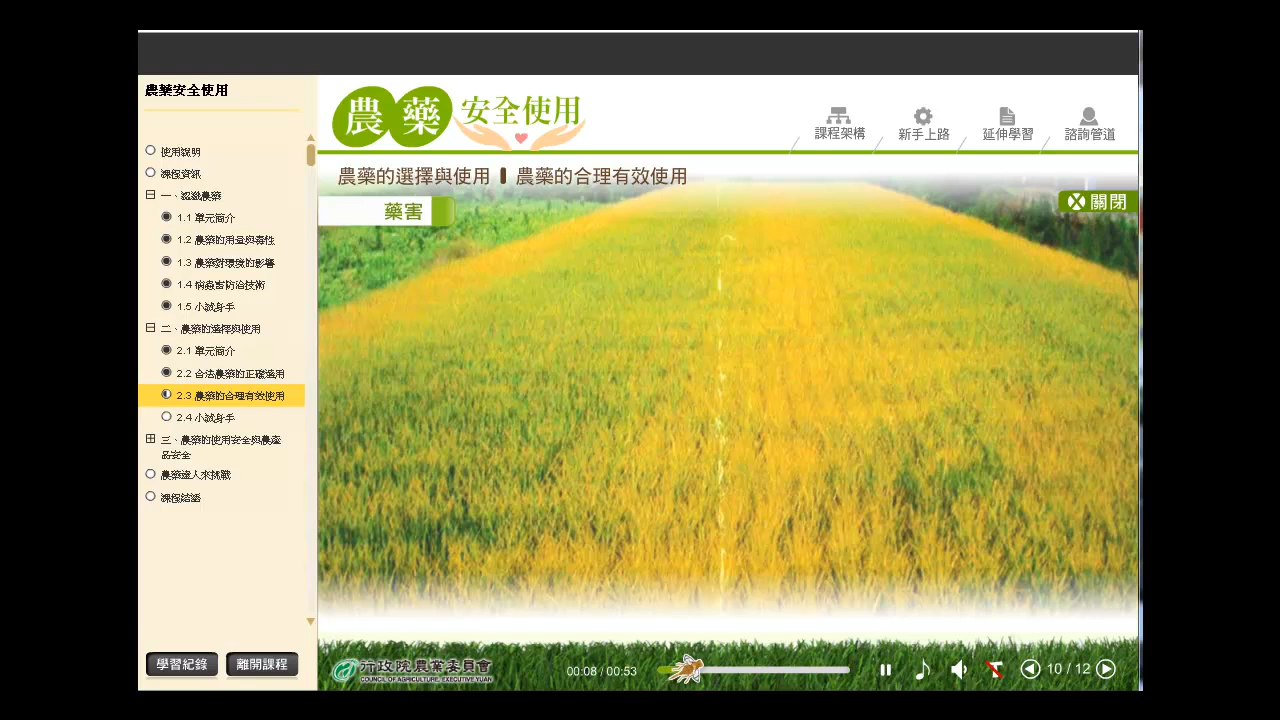 農藥安全使用
使用說明
課程資訊
一、認識農藥
1.1 單元簡介
1.2 農藥的用量與毒性
1.3 農藥對環境的影響
1.4 病蟲害防治技術
1.5 小試身手
二、農藥的選擇與使用
2.1 單元簡介
2.2 合法農藥的正確選用
2.3 農藥的合理有效使用
2.4 小試身手
三、農藥的使用安全與農產
品安全
農藥達人來挑戰
課程結語
學習紀錄
離開課程
農藥 安全使用
課程架構
新手上路
延伸學習
諮詢管道
農藥的選擇與使用 農藥的合理有效使用
藥害
關閉
行政院農業委員會
COUNCIL OF AGRICULTURE, EXECUTIVE YUAN
00:08 / 00:53
10 / 12